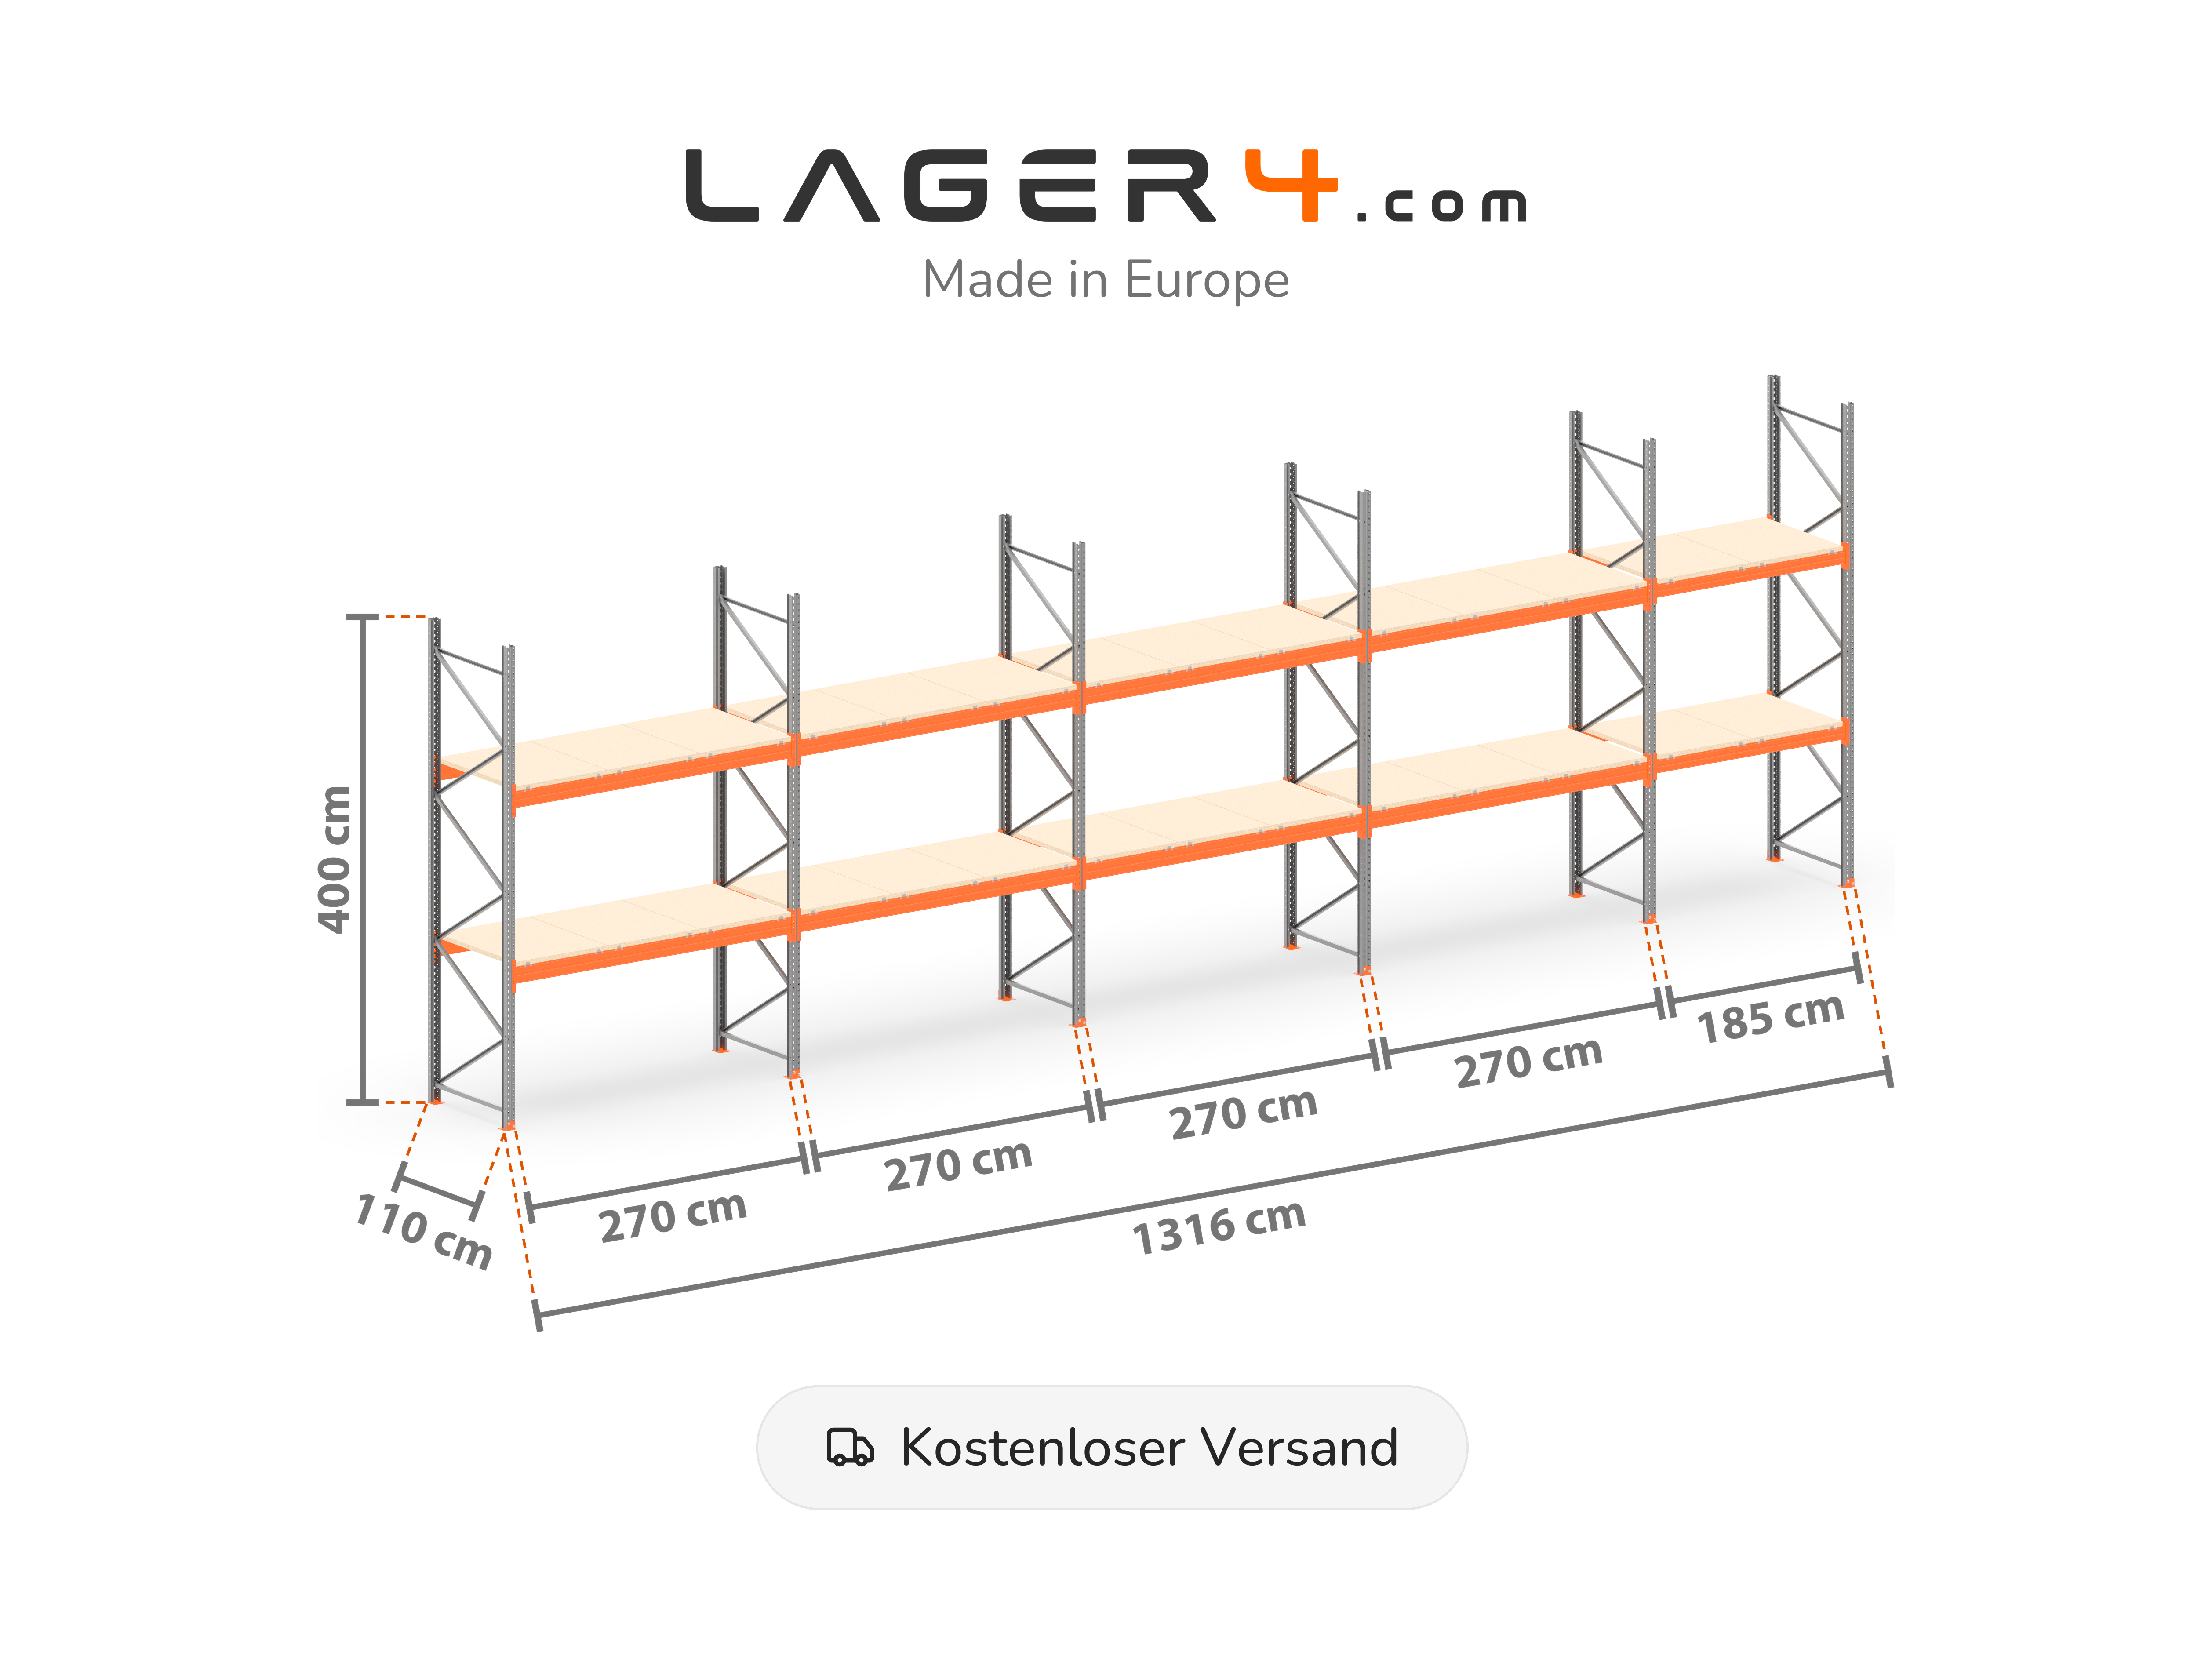 LAGER4.com
Made in Europe
400 cm
110 cm
270 cm
270 cm
270 cm
270 cm
185 cm
1316 cm
Kostenloser Versand